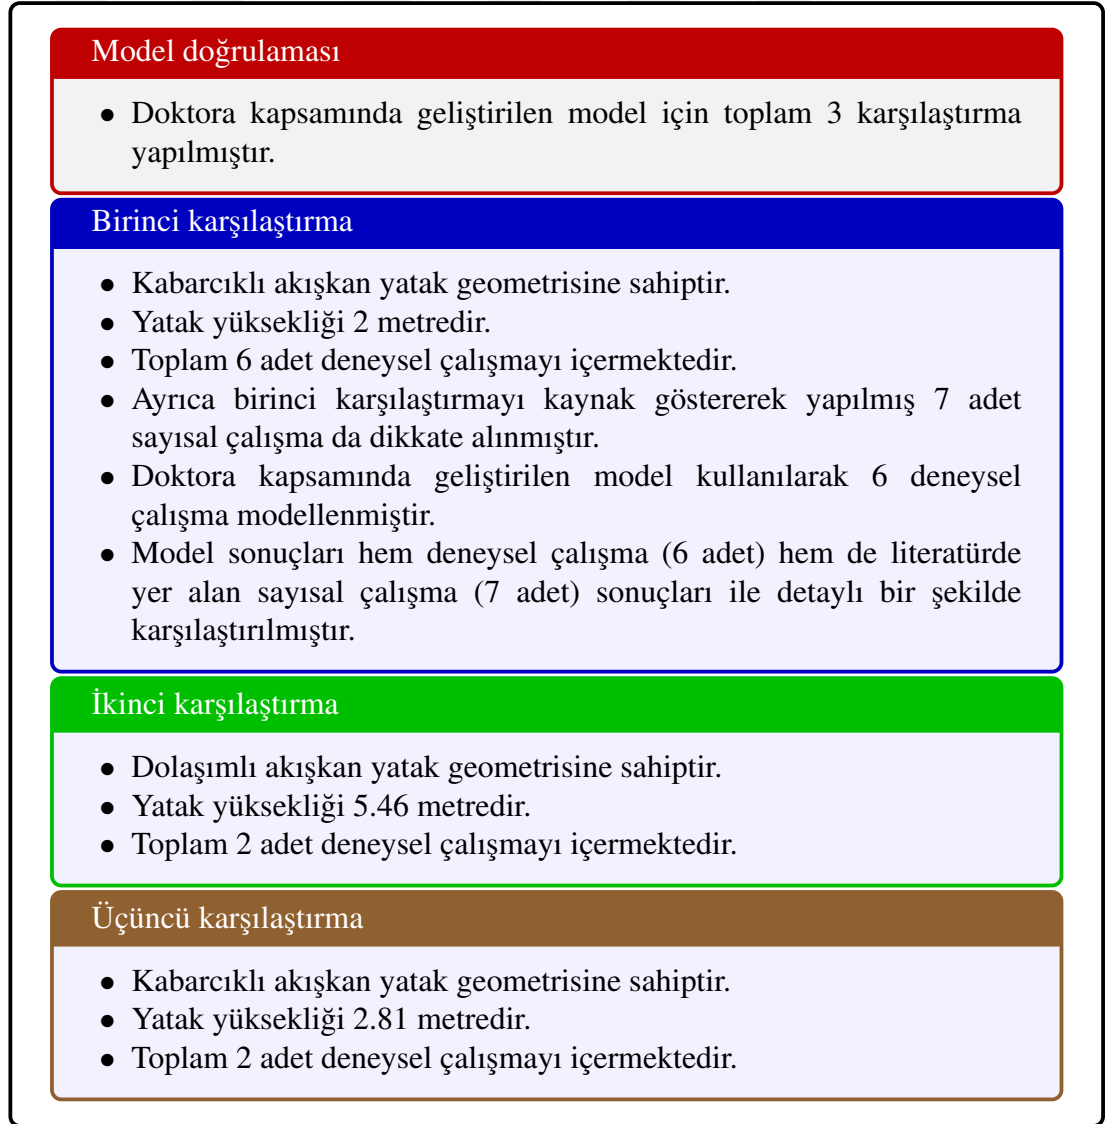 Model doğrulaması
• Doktora kapsamında geliştirilen model için toplam 3 karşılaştırma
yapılmıştır.
Birinci karşılaştırma
• Kabarcıklı akışkan yatak geometrisine sahiptir.
• Yatak yüksekliği 2 metredir.
• Toplam 6 adet deneysel çalışmayı içermektedir.
• Ayrıca birinci karşılaştırmayı kaynak göstererek yapılmış 7 adet
sayısal çalışma da dikkate alınmıştır.
• Doktora kapsamında geliştirilen model kullanılarak 6 deneysel
çalışma modellenmiştir.
• Model sonuçları hem deneysel çalışma (6 adet) hem de literatürde
yer alan sayısal çalışma (7 adet) sonuçları ile detaylı bir şekilde
karşılaştırılmıştır.
İkinci karşılaştırma
• Dolaşımlı akışkan yatak geometrisine sahiptir.
• Yatak yüksekliği 5.46 metredir.
• Toplam 2 adet deneysel çalışmayı içermektedir.
Üçüncü karşılaştırma
• Kabarcıklı akışkan yatak geometrisine sahiptir.
• Yatak yüksekliği 2.81 metredir.
• Toplam 2 adet deneysel çalışmayı içermektedir.